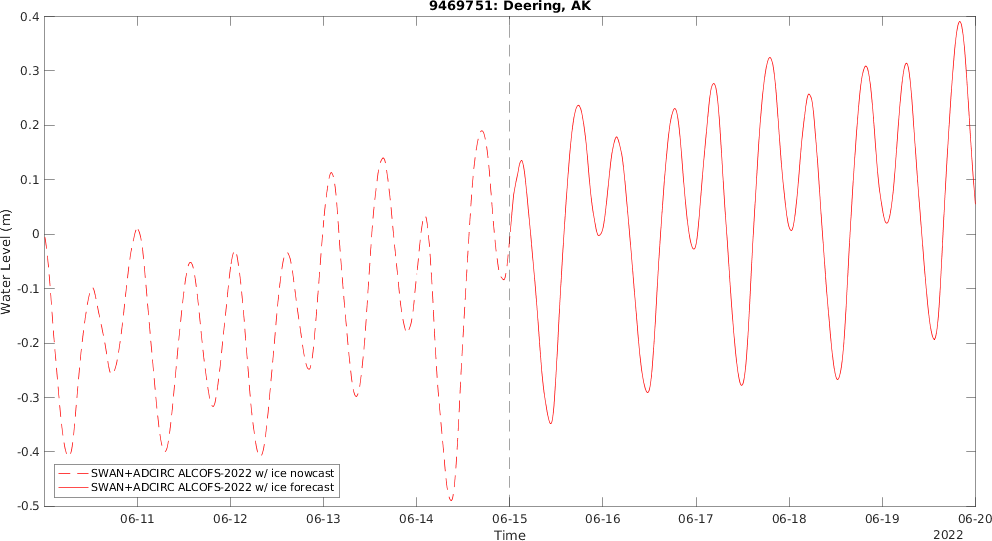 9469751: Deering, AK
Water Level (m)
0.4
0.3
0.2
0.1
0
-0.1
-0.2
-0.3
-0.4
-0.5
SWAN+ADCIRC ALCOFS-2022 w/ ice nowcast
SWAN+ADCIRC ALCOFS-2022 w/ ice forecast
06-11 06-12 06-13 06-14 06-15 06-16 06-17 06-18 06-19 06-20
Time
2022